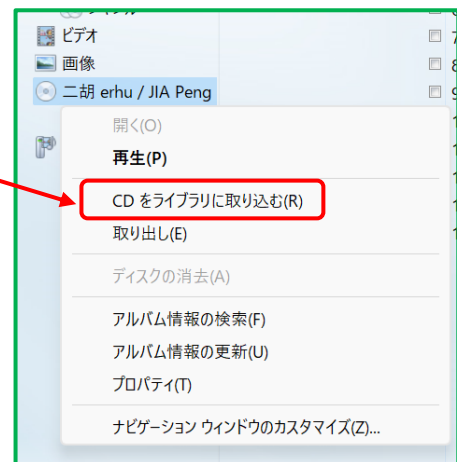 ビデオ
画像
二胡 erhu / JIA Peng
開く(O)
再生(P)
CD をライブラリに取り込む(R)
取り出し(E)
ディスクの消去(A)
アルバム情報の検索(F)
アルバム情報の更新(U)
プロパティ(T)
ナビゲーション ウィンドウのカスタマイズ(Z)...